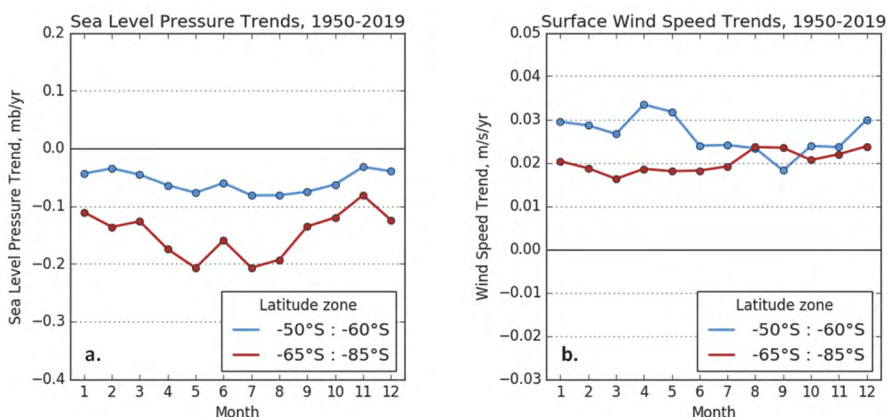 Sea Level Pressure Trends, 1950-2019
Sea Level Pressure Trend, mb/yr
0.2
0.1
0.0
−0.1
−0.2
−0.3
−0.4
1 2 3 4 5 6 7 8 9 10 11 12
Month
a.
Latitude zone
-50°S : -60°S
-65°S : -85°S
Surface Wind Speed Trends, 1950-2019
Wind Speed Trend, m/s/yr
0.05
0.04
0.03
0.02
0.01
0.00
−0.01
−0.02
−0.03
1 2 3 4 5 6 7 8 9 10 11 12
Month
b.
Latitude zone
-50°S : -60°S
-65°S : -85°S